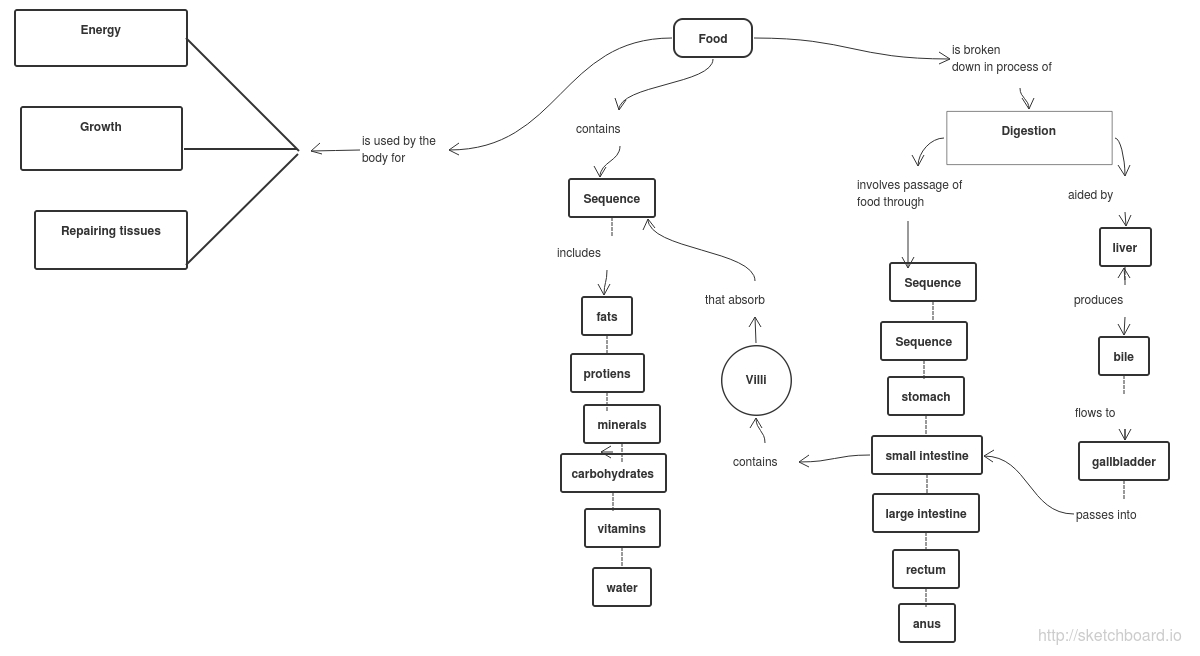 Energy
Growth
Repairing tissues
is used by the
body for
Food
contains
Sequence
includes
fats
protiens
minerals
carbohydrates
vitamins
water
that absorb
Villi
contains
is broken
down in process of
Digestion
involves passage of
food through
Sequence
Sequence
stomach
small intestine
large intestine
rectum
anus
aided by
liver
produces
bile
flows to
gallbladder
passes into
http://sketchboard.io